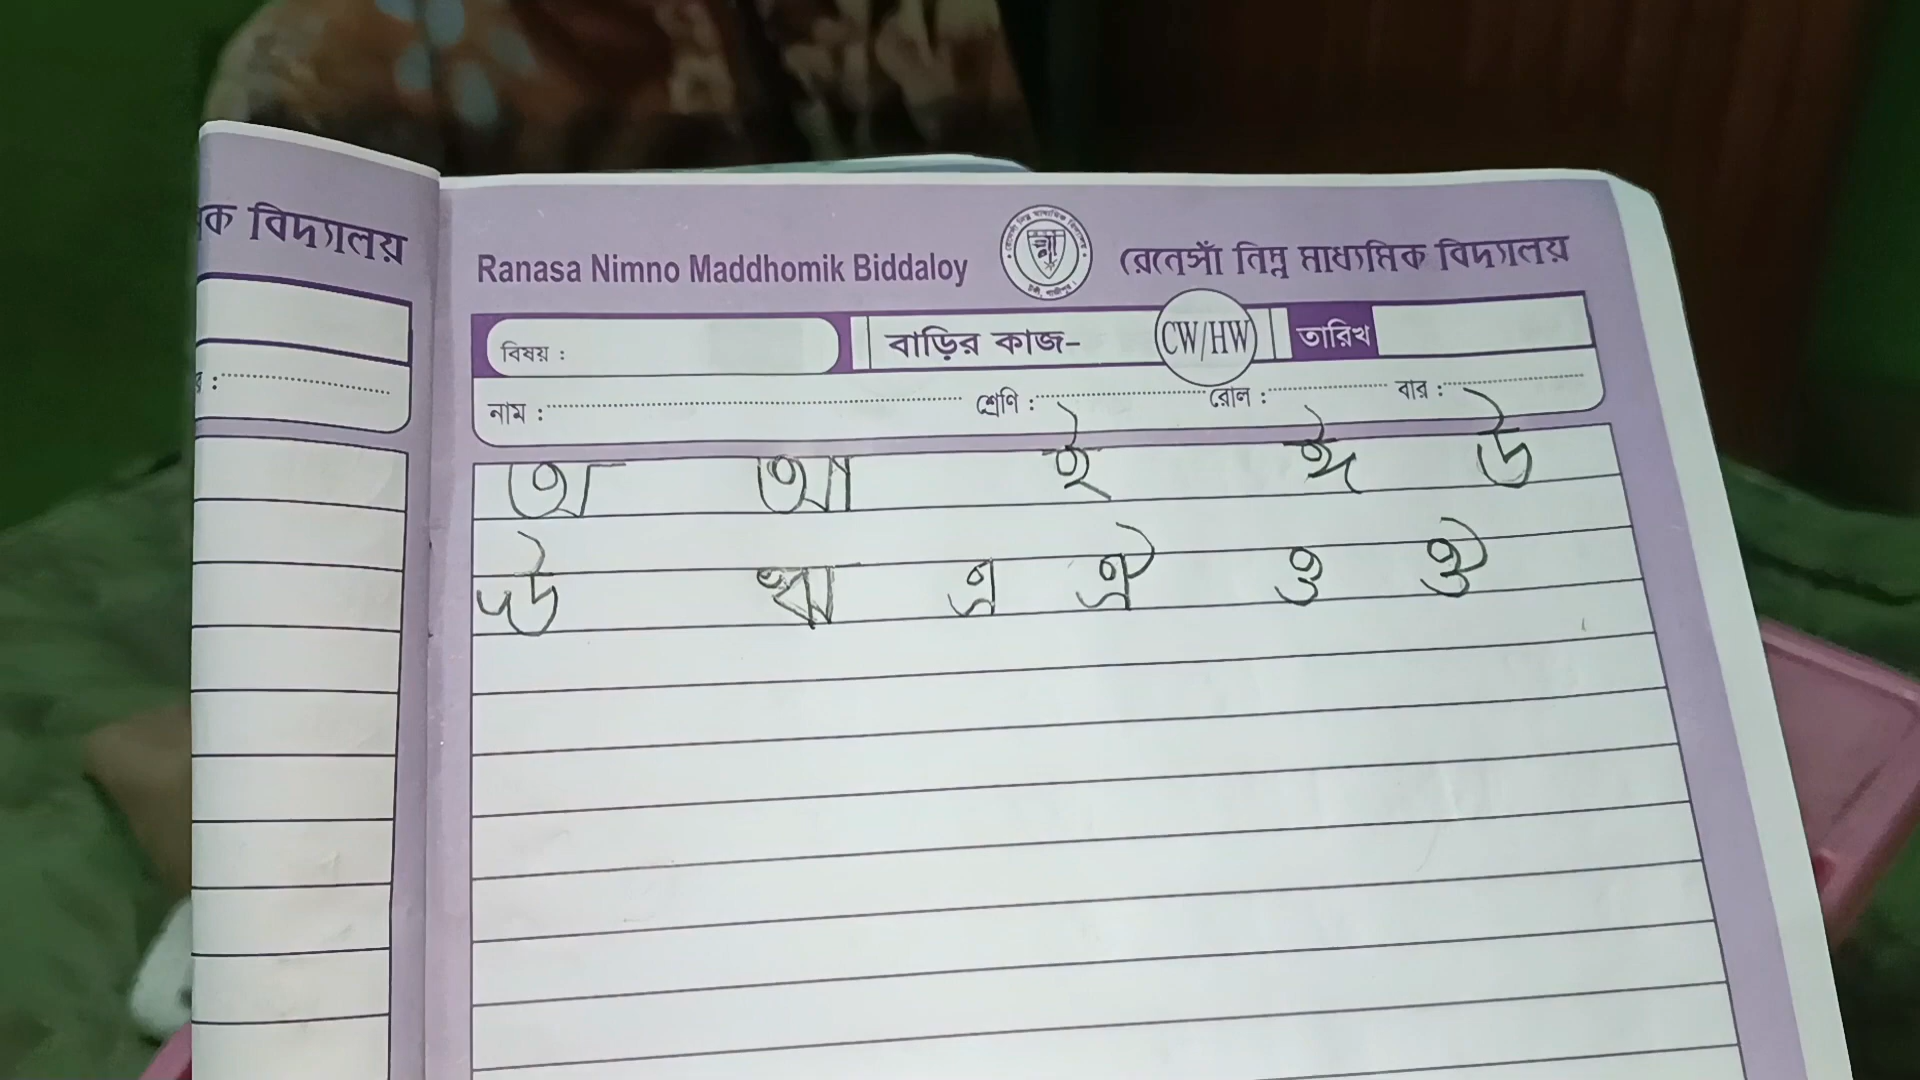 ক বিদ্যালয়
Ranasa Nimno Maddhomik Biddaloy রেনেসাঁ নিম্ন মাধ্যমিক বিদ্যালয়
বিষয় : বাড়ির কাজ- CW/HW তারিখ
নাম : শ্রেণি : রোল : বার :
অ আ ই ঈ উ
ঊ ঋ এ ঐ ও ঔ